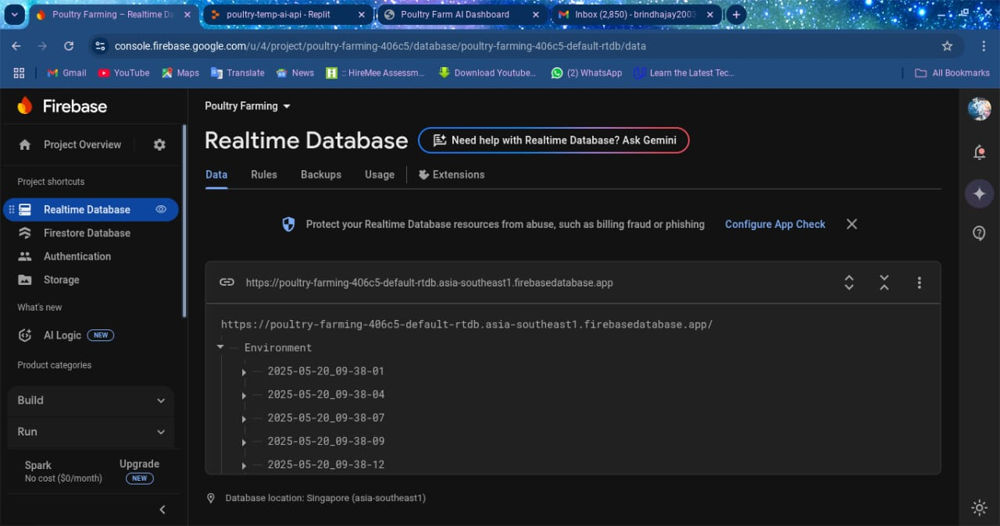 Poultry Farming – Realtime Da
poultry-temp-ai-api - Replit
Poultry Farm AI Dashboard
Inbox (2,850) - brindhajay2003
console.firebase.google.com/u/4/project/poultry-farming-406c5/database/poultry-farming-406c5-default-rtdb/data
Gmail
YouTube
Maps
Translate
News
:: HireMee Assessm...
Download Youtube...
(2) WhatsApp
Learn the Latest Tec...
All Bookmarks
Firebase
Project Overview
Project shortcuts
Realtime Database
Firestore Database
Authentication
Storage
What's new
AI Logic NEW
Product categories
Build
Run
Spark
No cost ($0/month)
Upgrade
NEW
Poultry Farming
Realtime Database
Need help with Realtime Database? Ask Gemini
Data Rules Backups Usage Extensions
Protect your Realtime Database resources from abuse, such as billing fraud or phishing Configure App Check
https://poultry-farming-406c5-default-rtdb.asia-southeast1.firebasedatabase.app
https://poultry-farming-406c5-default-rtdb.asia-southeast1.firebasedatabase.app/
Environment
2025-05-20_09-38-01
2025-05-20_09-38-04
2025-05-20_09-38-07
2025-05-20_09-38-09
2025-05-20_09-38-12
Database location: Singapore (asia-southeast1)